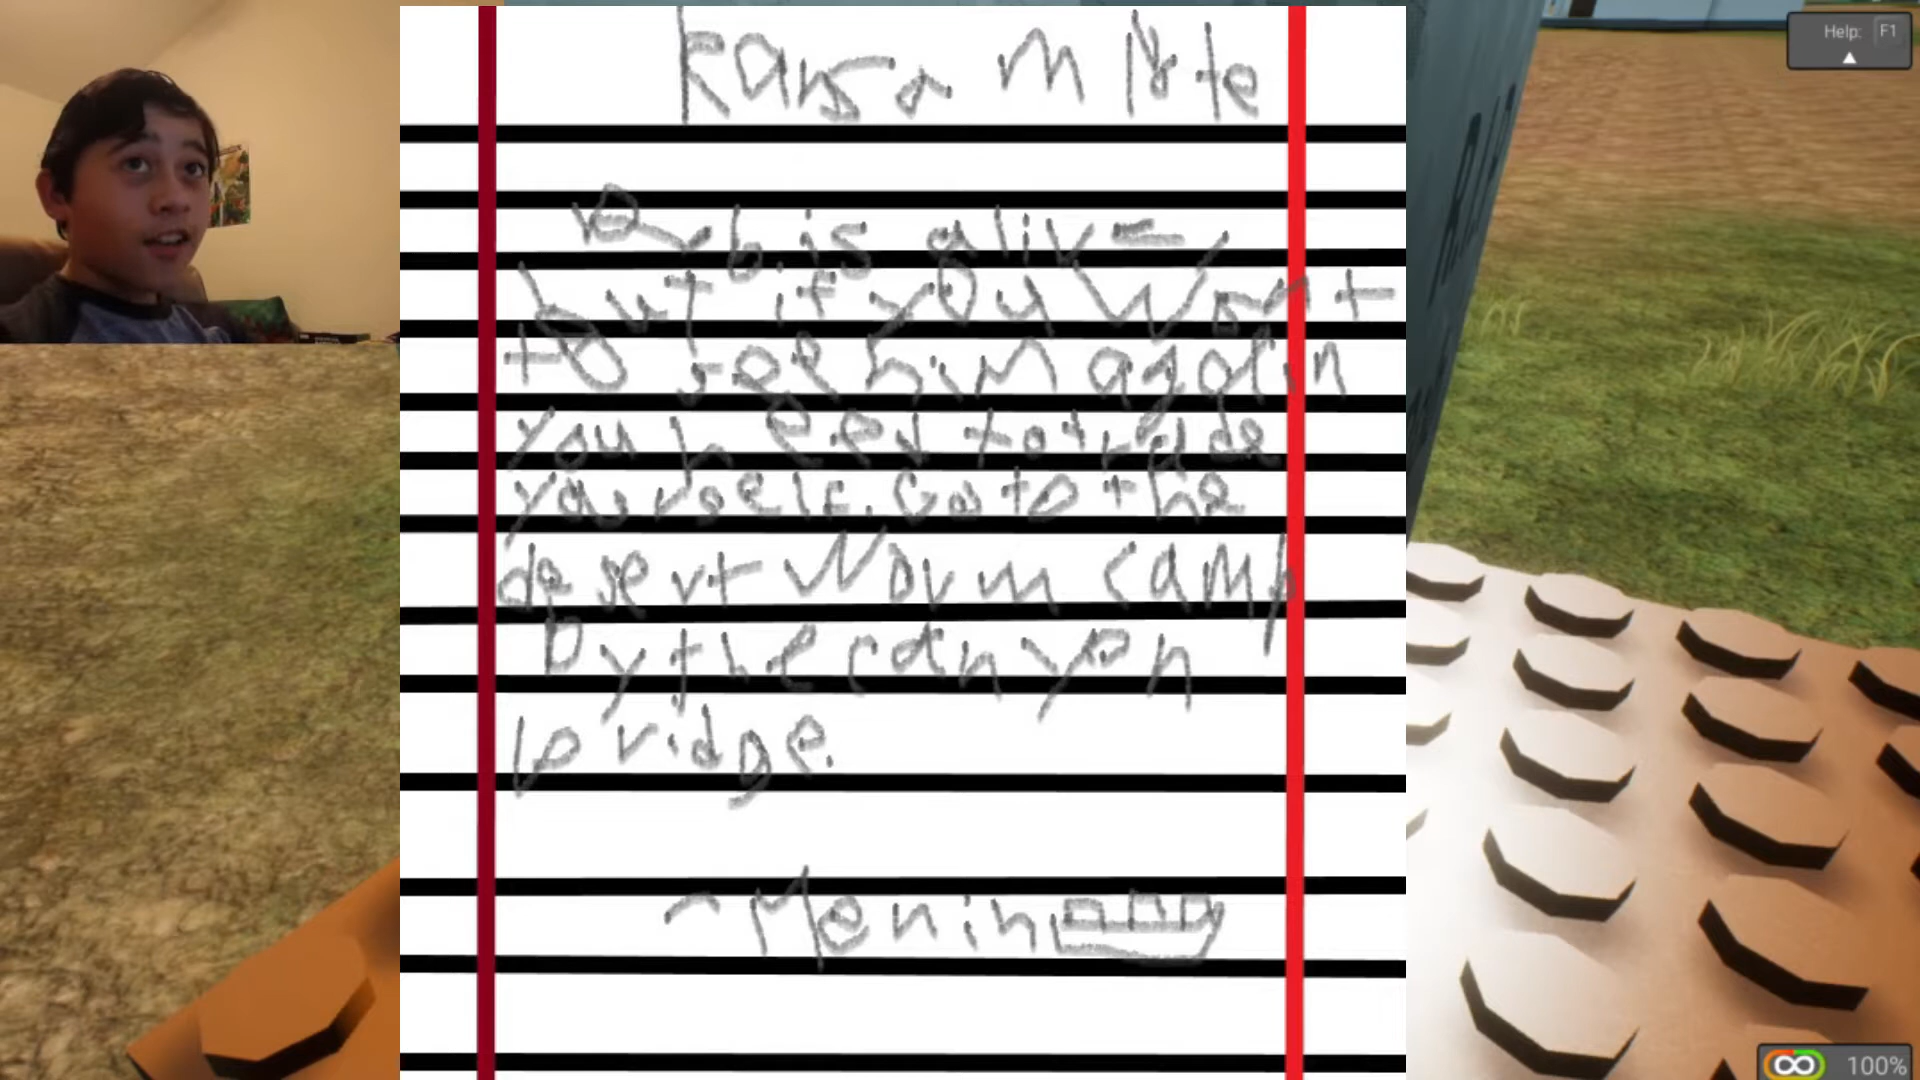 Ransom Note
Bob is alive,
but if you want
to see him again
you need to trade
yourself. Go to the
desert Worm camp
by the canyon
bridge.
Help: F1
100%